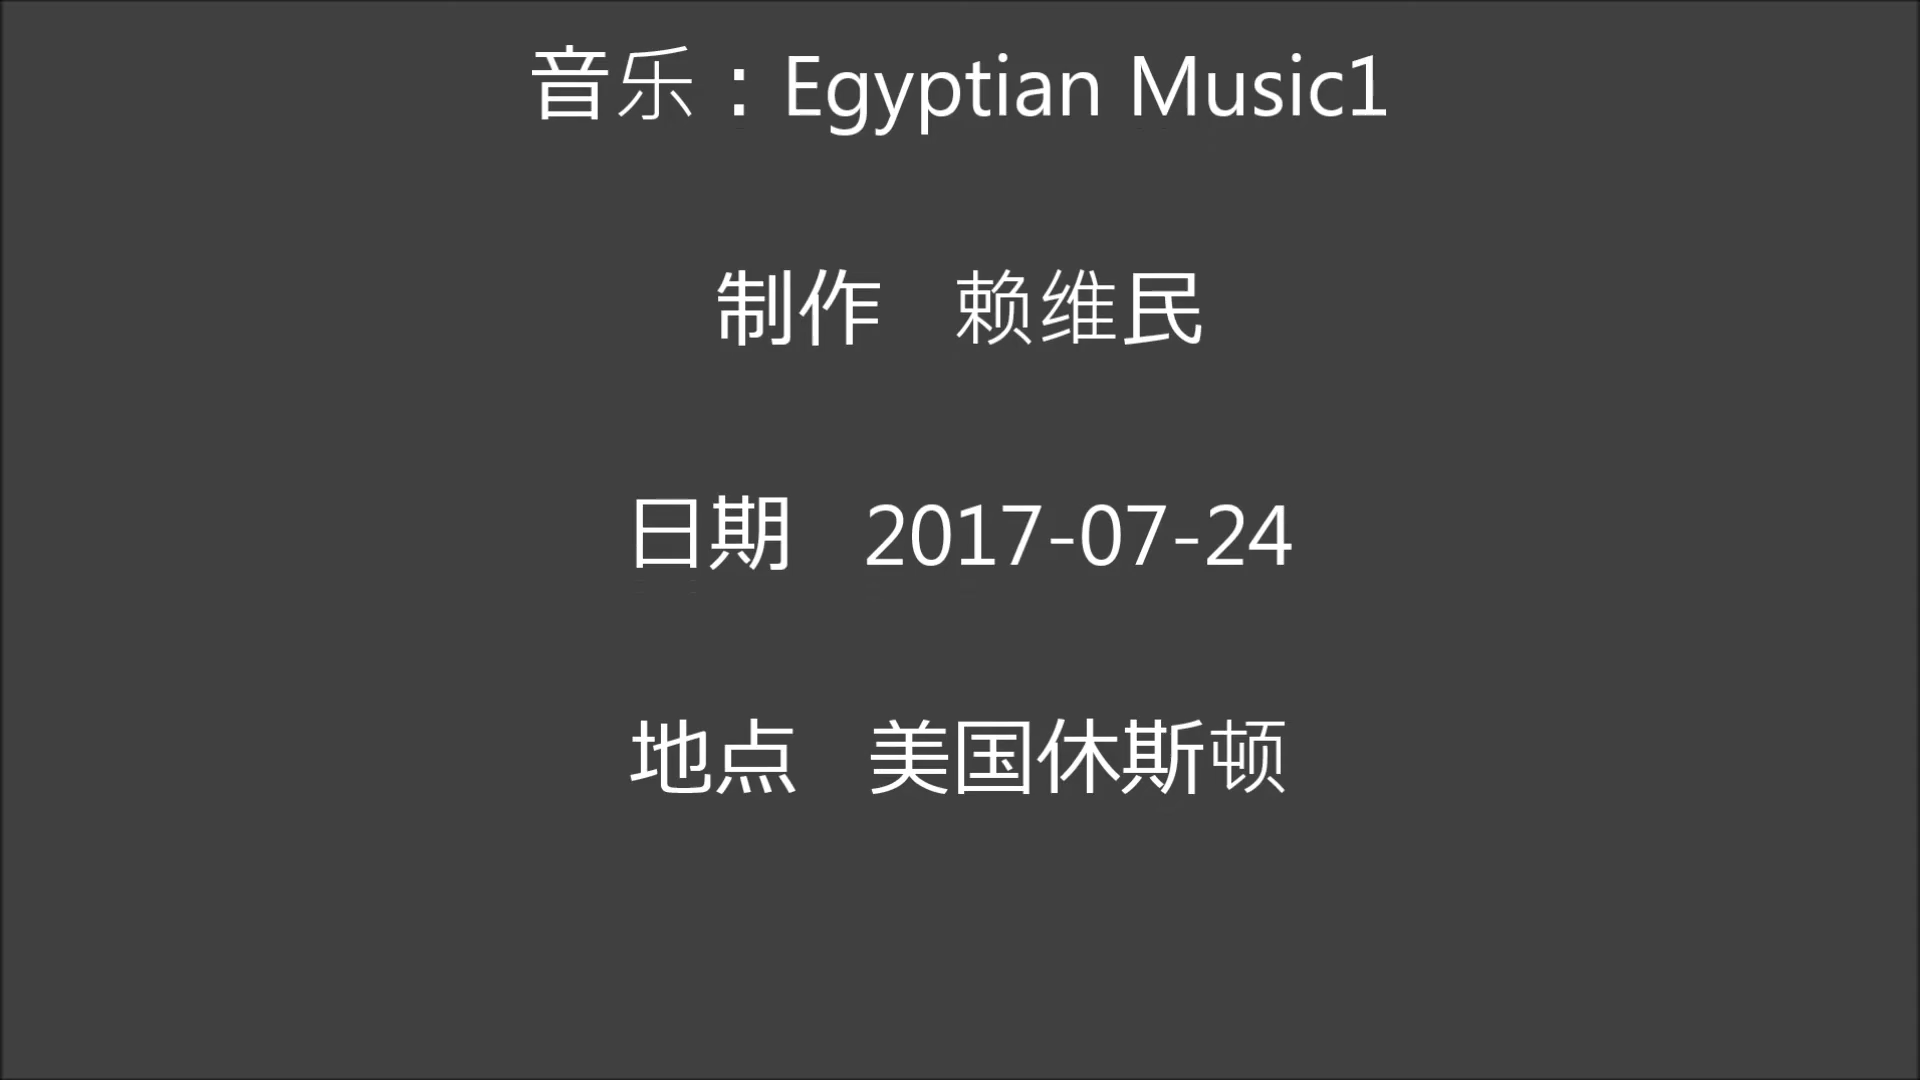 音乐：Egyptian Music1
制作 赖维民
日期 2017-07-24
地点 美国休斯顿